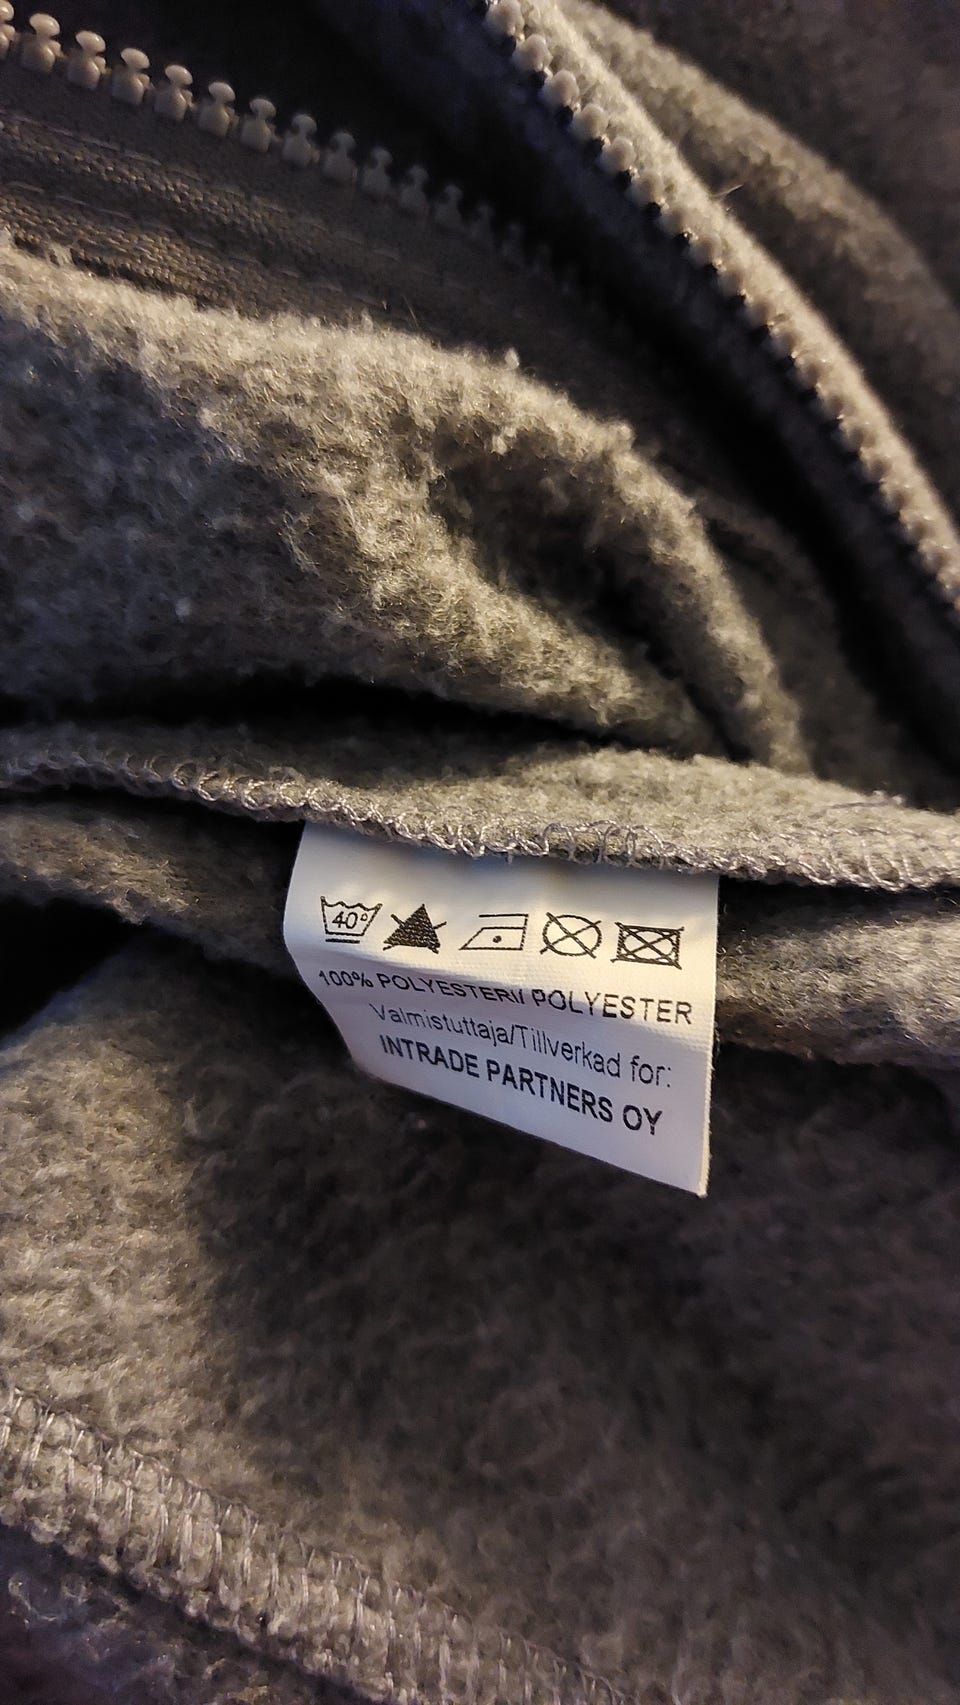 40°
100% POLYESTERI/ POLYESTER
Valmistuttaja/Tillverkad for:
INTRADE PARTNERS OY